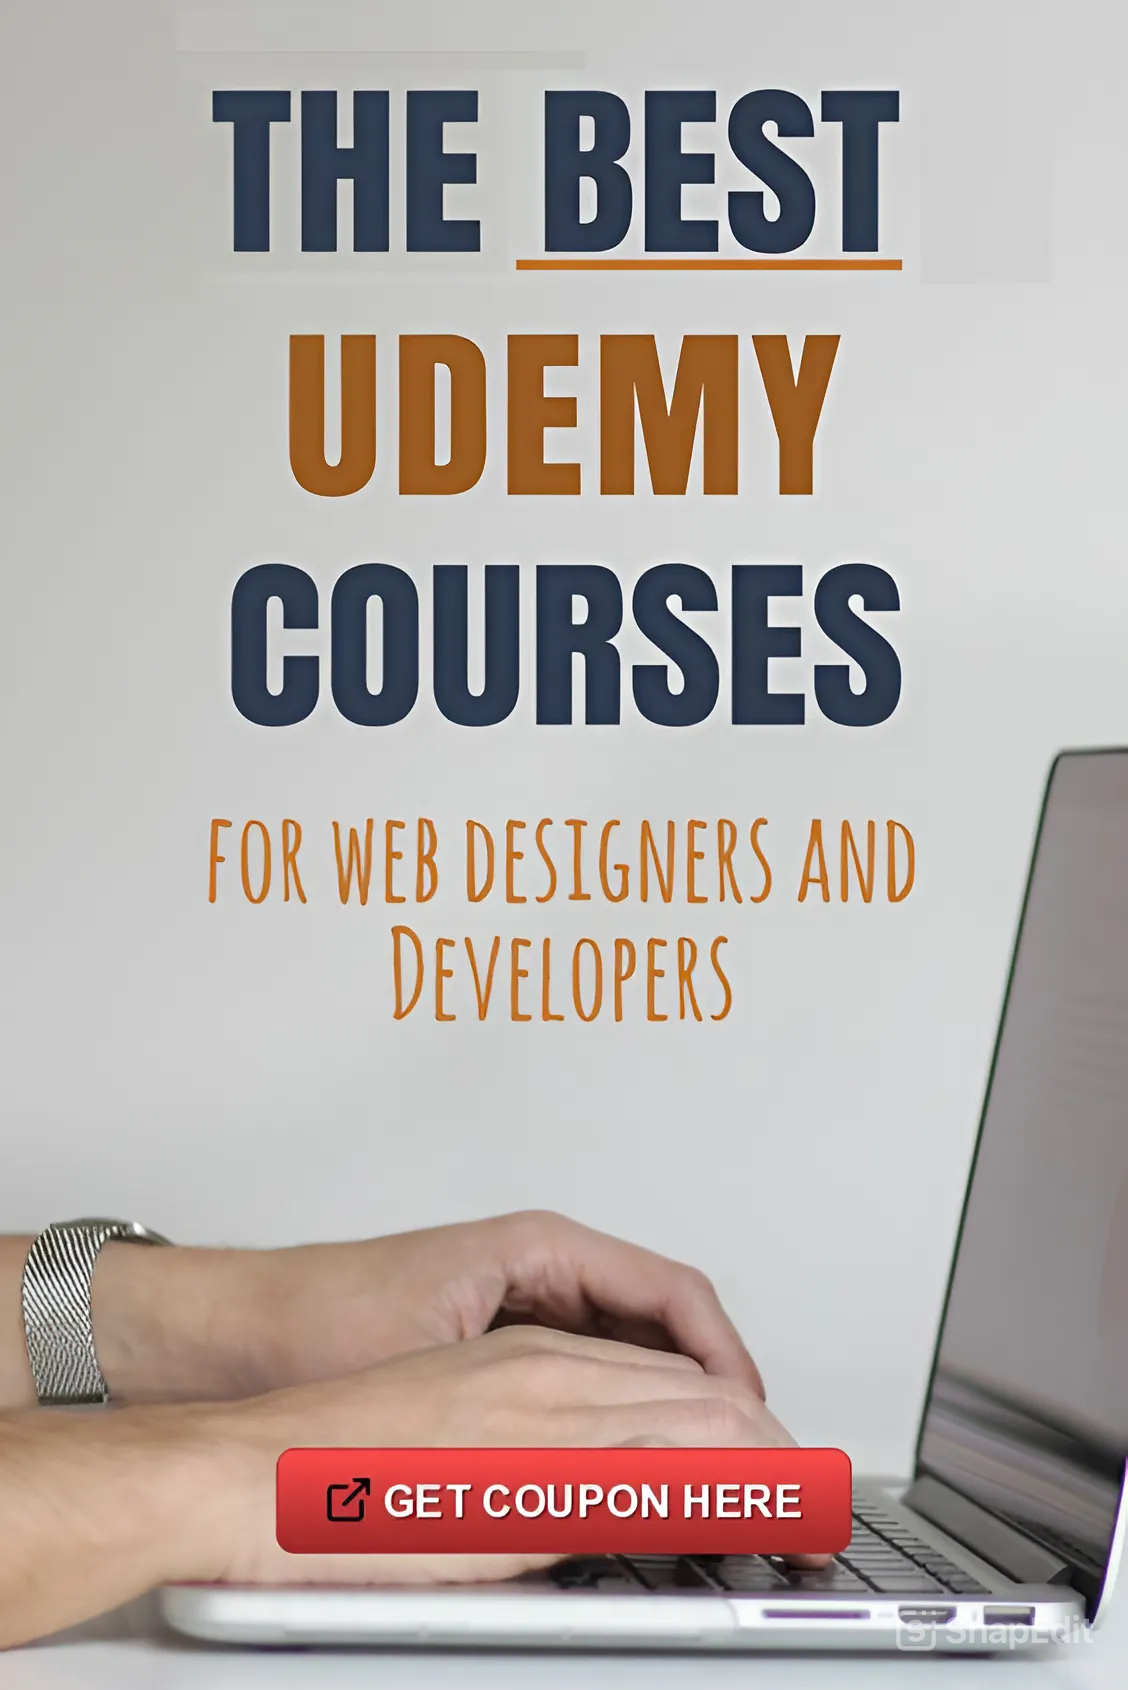 THE BEST
UDEMY
COURSES
FOR WEB DESIGNERS AND
DEVELOPERS
GET COUPON HERE
SnapEdit